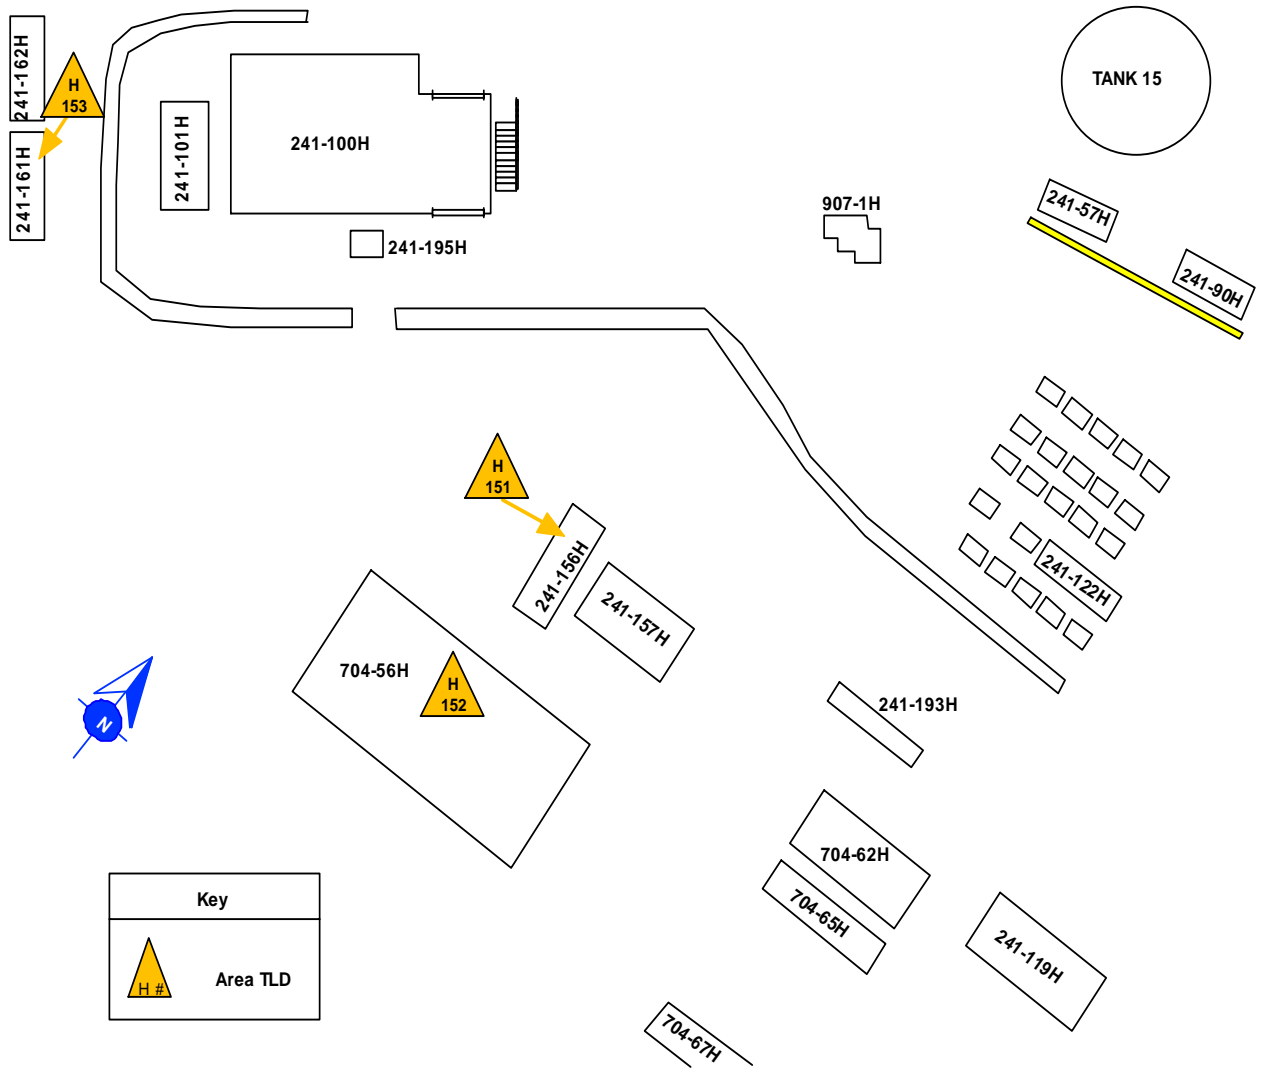 TANK 15
241-162H
H
153
241-161H
241-101H
241-100H
241-195H
907-1H
241-57H
241-90H
H
151
241-156H
241-157H
241-122H
704-56H
H
152
N
241-193H
704-62H
704-65H
241-119H
704-67H
Key
H #
Area TLD